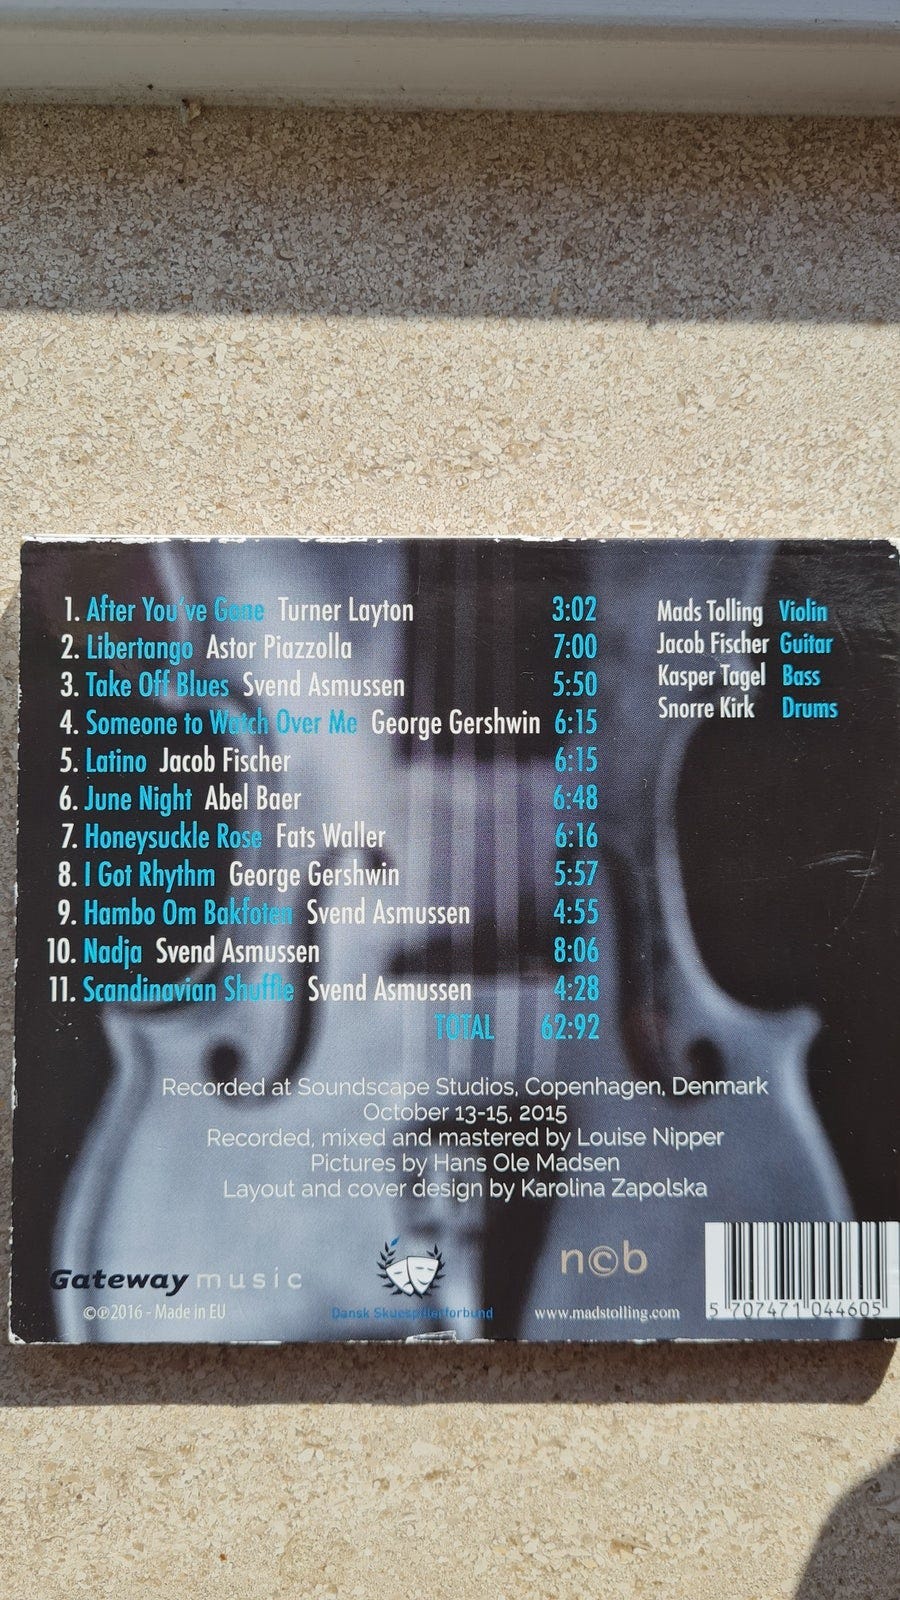 1. After You've Gone Turner Layton 3:02
2. Libertango Astor Piazzolla 7:00
3. Take Off Blues Svend Asmussen 5:50
4. Someone to Watch Over Me George Gershwin 6:15
5. Latino Jacob Fischer 6:15
6. June Night Abel Baer 6:48
7. Honeysuckle Rose Fats Waller 6:16
8. I Got Rhythm George Gershwin 5:57
9. Hambo Om Bakfoten Svend Asmussen 4:55
10. Nadja Svend Asmussen 8:06
11. Scandinavian Shuffle Svend Asmussen 4:28
TOTAL 62:92
Mads Tolling Violin
Jacob Fischer Guitar
Kasper Tagel Bass
Snorre Kirk Drums
Recorded at Soundscape Studios, Copenhagen, Denmark
October 13-15, 2015
Recorded, mixed and mastered by Louise Nipper
Pictures by Hans Ole Madsen
Layout and cover design by Karolina Zapolska
Gateway music
©℗2016 - Made in EU
Dansk Skuespillerforbund
n©b
www.madstolling.com
5 707471 044605